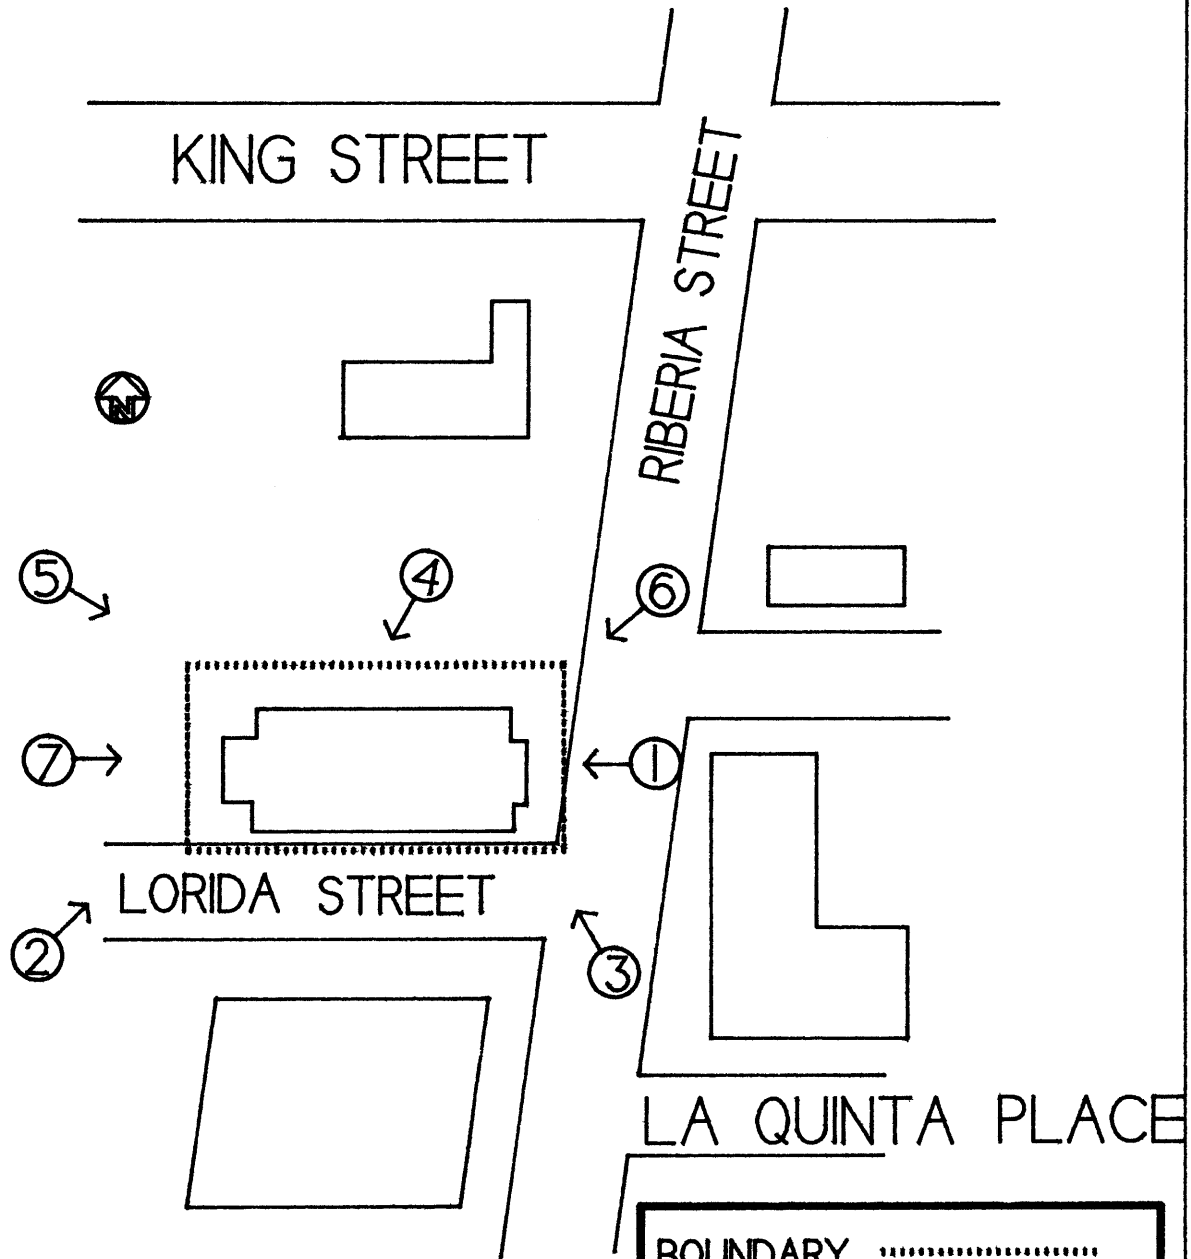 KING STREET
RIBERIA STREET
N
5
4
6
7
1
LORIDA STREET
2
3
LA QUINTA PLACE
BOUNDARY